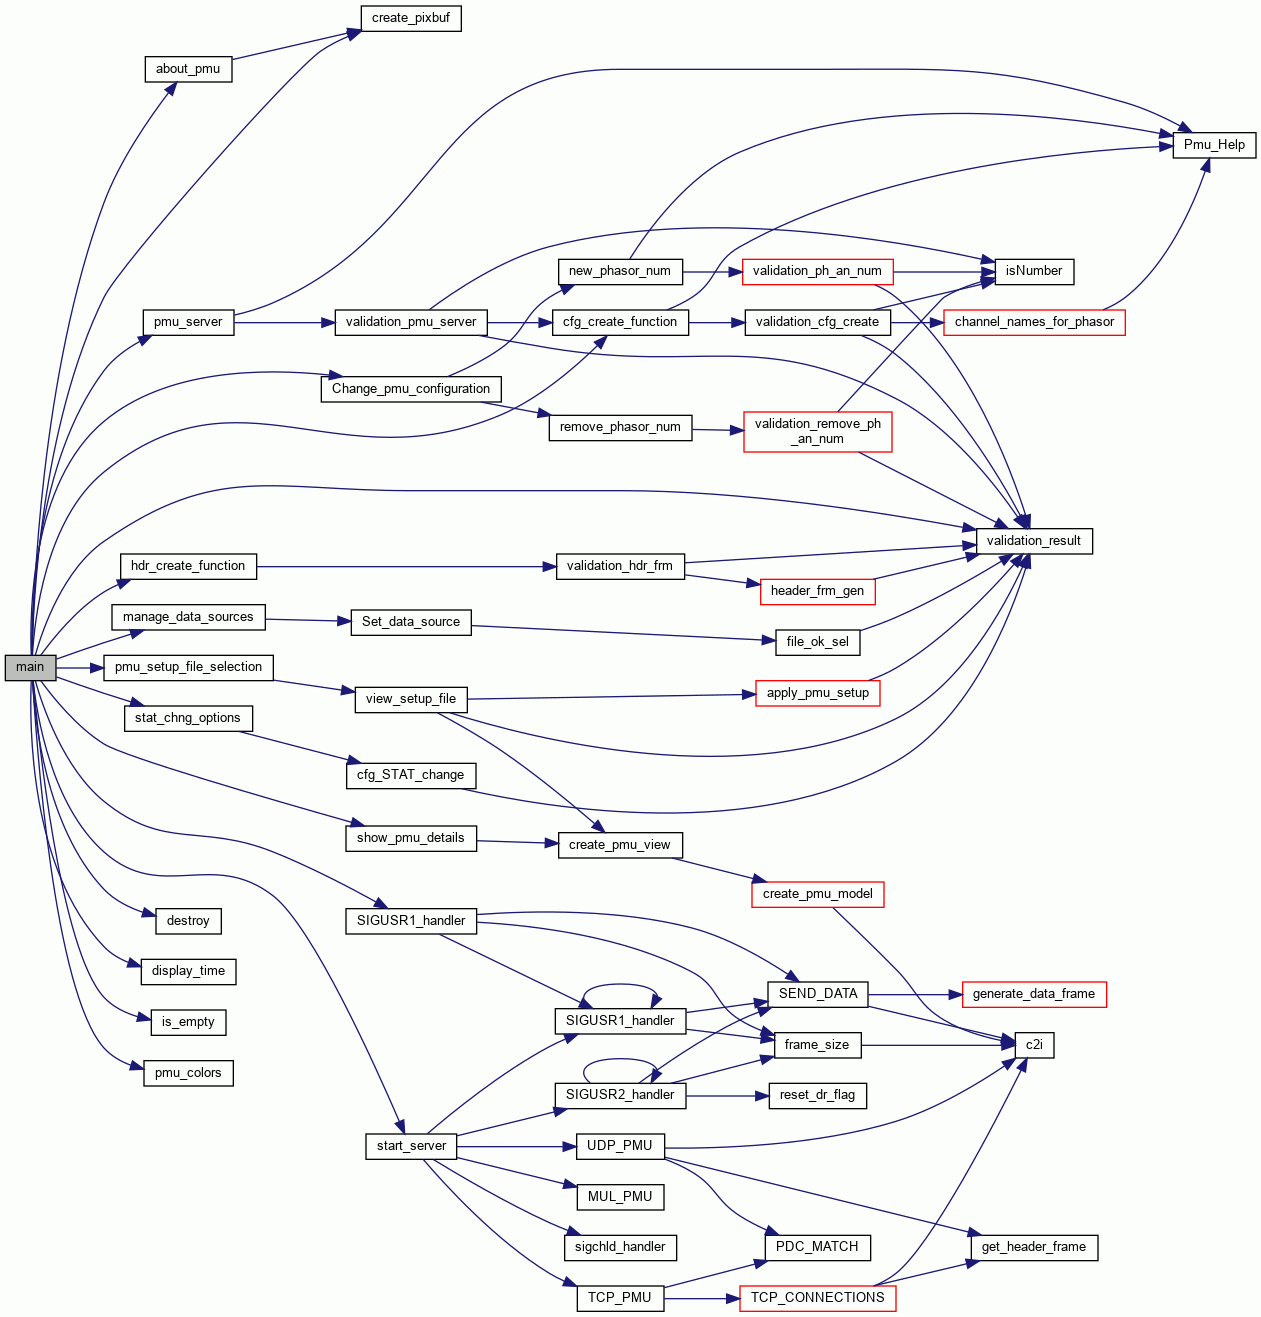 create_pixbuf
about_pmu
Pmu_Help
new_phasor_num
validation_ph_an_num
isNumber
pmu_server
validation_pmu_server
cfg_create_function
validation_cfg_create
channel_names_for_phasor
Change_pmu_configuration
remove_phasor_num
validation_remove_ph
_an_num
validation_result
hdr_create_function
validation_hdr_frm
header_frm_gen
manage_data_sources
Set_data_source
file_ok_sel
main
pmu_setup_file_selection
view_setup_file
apply_pmu_setup
stat_chng_options
cfg_STAT_change
show_pmu_details
create_pmu_view
create_pmu_model
destroy
SIGUSR1_handler
display_time
SEND_DATA
generate_data_frame
is_empty
SIGUSR1_handler
frame_size
c2i
pmu_colors
SIGUSR2_handler
reset_dr_flag
start_server
UDP_PMU
MUL_PMU
sigchld_handler
PDC_MATCH
get_header_frame
TCP_PMU
TCP_CONNECTIONS